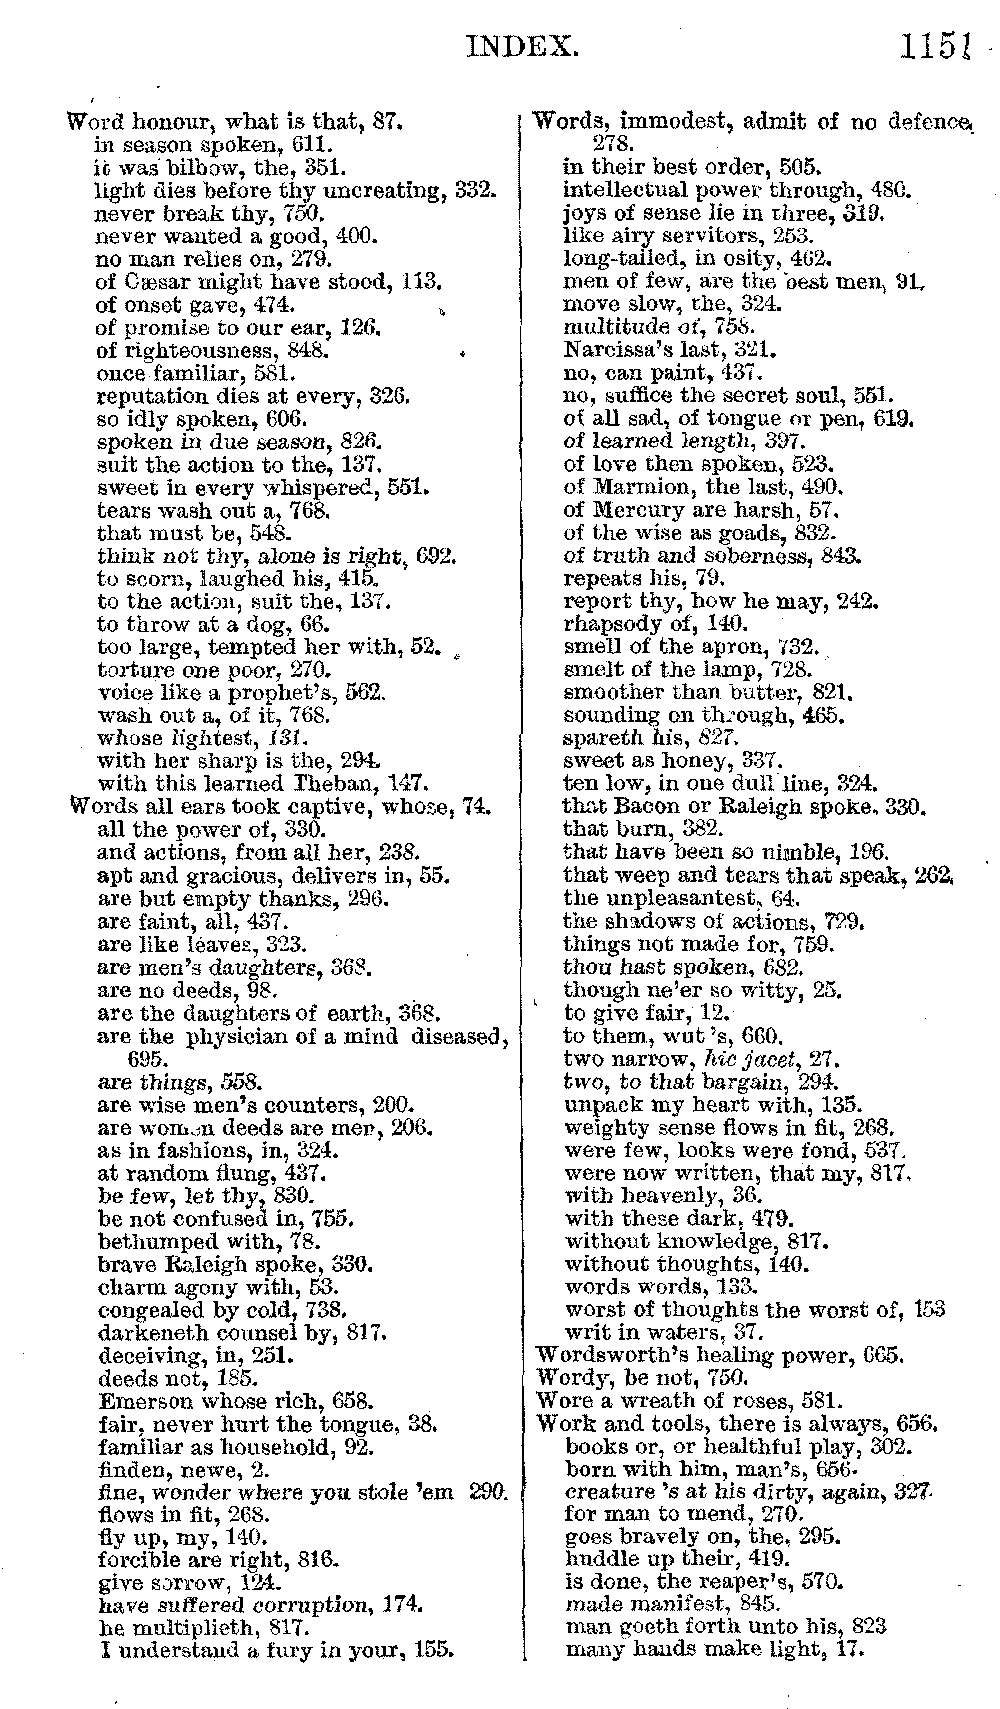 INDEX. 1151
Word honour, what is that, 87.
in season spoken, 611.
it was bilbow, the, 351.
light dies before thy uncreating, 332.
never break thy, 750.
never wanted a good, 400.
no man relies on, 279.
of Cæsar might have stood, 113.
of onset gave, 474.
of promise to our ear, 126.
of righteousness, 848.
once familiar, 581.
reputation dies at every, 326.
so idly spoken, 606.
spoken in due season, 826.
suit the action to the, 137.
sweet in every whispered, 551.
tears wash out a, 768.
that must be, 548.
think not thy, alone is right, 692.
to scorn, laughed his, 415.
to the action, suit the, 137.
to throw at a dog, 66.
too large, tempted her with, 52.
torture one poor, 270.
voice like a prophet's, 562.
wash out a, of it, 768.
whose lightest, 131.
with her sharp is the, 294.
with this learned Theban, 147.
Words all ears took captive, whose, 74.
all the power of, 330.
and actions, from all her, 238.
apt and gracious, delivers in, 55.
are but empty thanks, 296.
are faint, all, 437.
are like leaves, 323.
are men's daughters, 368.
are no deeds, 98.
are the daughters of earth, 368.
are the physician of a mind diseased,
695.
are things, 558.
are wise men's counters, 200.
are women deeds are men, 206.
as in fashions, in, 324.
at random flung, 437.
be few, let thy, 830.
be not confused in, 755.
bethumped with, 78.
brave Raleigh spoke, 330.
charm agony with, 53.
congealed by cold, 738.
darkeneth counsel by, 817.
deceiving, in, 251.
deeds not, 185.
Emerson whose rich, 658.
fair, never hurt the tongue, 38.
familiar as household, 92.
finden, newe, 2.
fine, wonder where you stole 'em 290.
flows in fit, 268.
fly up, my, 140.
forcible are right, 816.
give sorrow, 124.
have suffered corruption, 174.
he multiplieth, 817.
I understand a fury in your, 155.
Words, immodest, admit of no defence,
278.
in their best order, 505.
intellectual power through, 480.
joys of sense lie in three, 319.
like airy servitors, 253.
long-tailed, in osity, 462.
men of few, are the best men, 91.
move slow, the, 324.
multitude of, 758.
Narcissa's last, 321.
no, can paint, 437.
no, suffice the secret soul, 551.
of all sad, of tongue or pen, 619.
of learned length, 397.
of love then spoken, 523.
of Marmion, the last, 490.
of Mercury are harsh, 57.
of the wise as goads, 832.
of truth and soberness, 843.
repeats his, 79.
report thy, how he may, 242.
rhapsody of, 140.
smell of the apron, 732.
smelt of the lamp, 728.
smoother than butter, 821.
sounding on through, 465.
spareth his, 827.
sweet as honey, 337.
ten low, in one dull line, 324.
that Bacon or Raleigh spoke, 330.
that burn, 382.
that have been so nimble, 196.
that weep and tears that speak, 262.
the unpleasantest, 64.
the shadows of actions, 729.
things not made for, 759.
thou hast spoken, 682.
though ne'er so witty, 25.
to give fair, 12.
to them, wut 's, 660.
two narrow, hic jacet, 27.
two, to that bargain, 294.
unpack my heart with, 135.
weighty sense flows in fit, 268.
were few, looks were fond, 537.
were now written, that my, 817.
with heavenly, 36.
with these dark, 479.
without knowledge, 817.
without thoughts, 140.
words words, 133.
worst of thoughts the worst of, 153
writ in waters, 37.
Wordsworth's healing power, 665.
Wordy, be not, 750.
Wore a wreath of roses, 581.
Work and tools, there is always, 656.
books or, or healthful play, 302.
born with him, man's, 656.
creature 's at his dirty, again, 327.
for man to mend, 270.
goes bravely on, the, 295.
huddle up their, 419.
is done, the reaper's, 570.
made manifest, 845.
man goeth forth unto his, 823
many hands make light, 17.